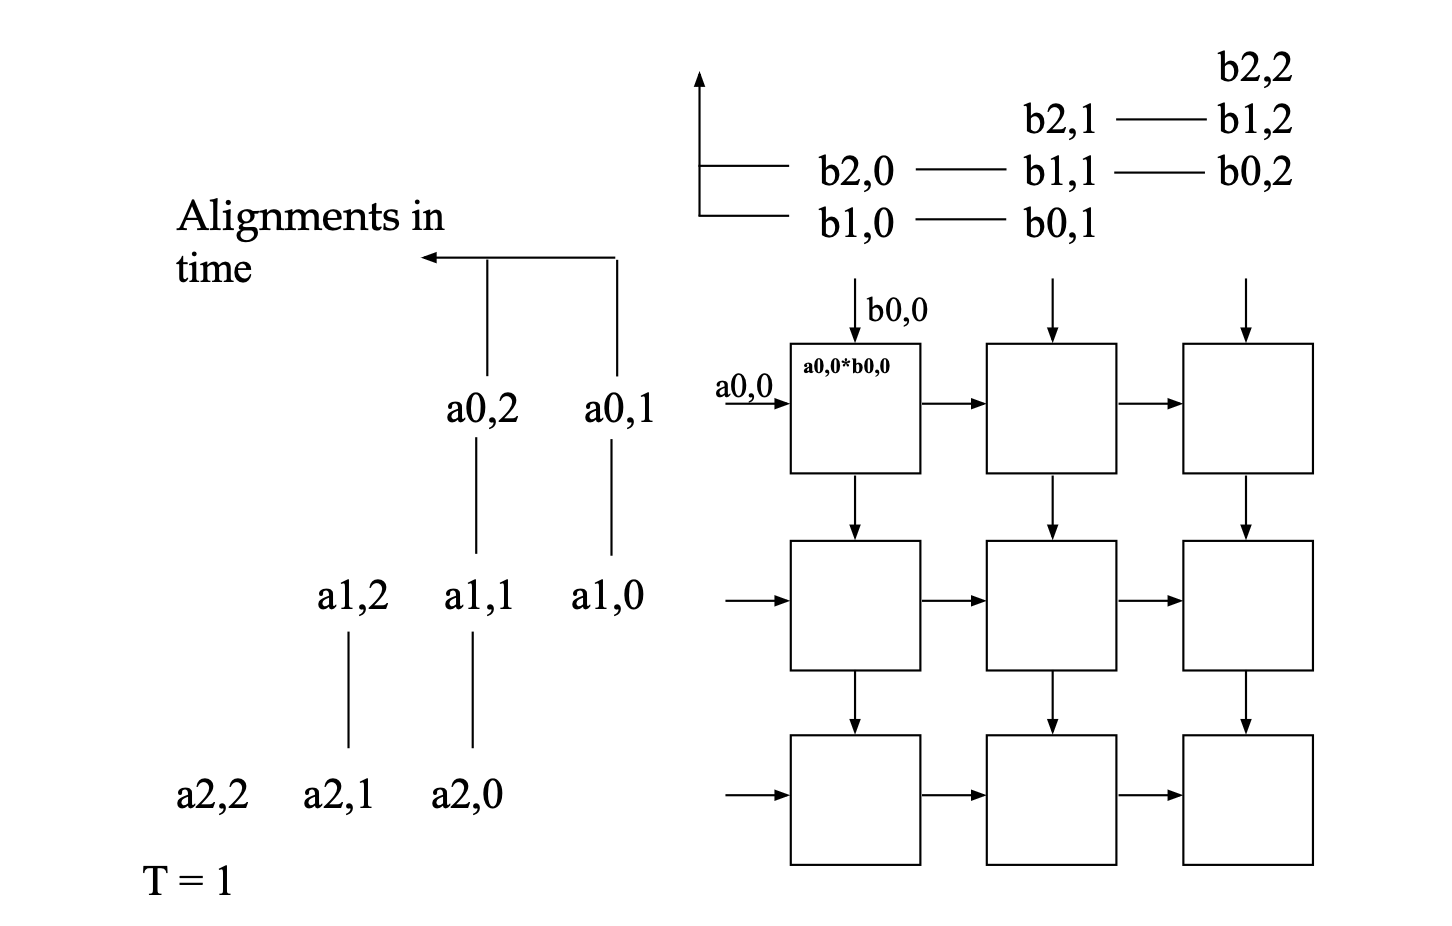 b2,2
b2,1 b1,2
b2,0 b1,1 b0,2
b1,0 b0,1
Alignments in
time
b0,0
a0,0*b0,0
a0,0
a0,2 a0,1
a1,2 a1,1 a1,0
a2,2 a2,1 a2,0
T = 1